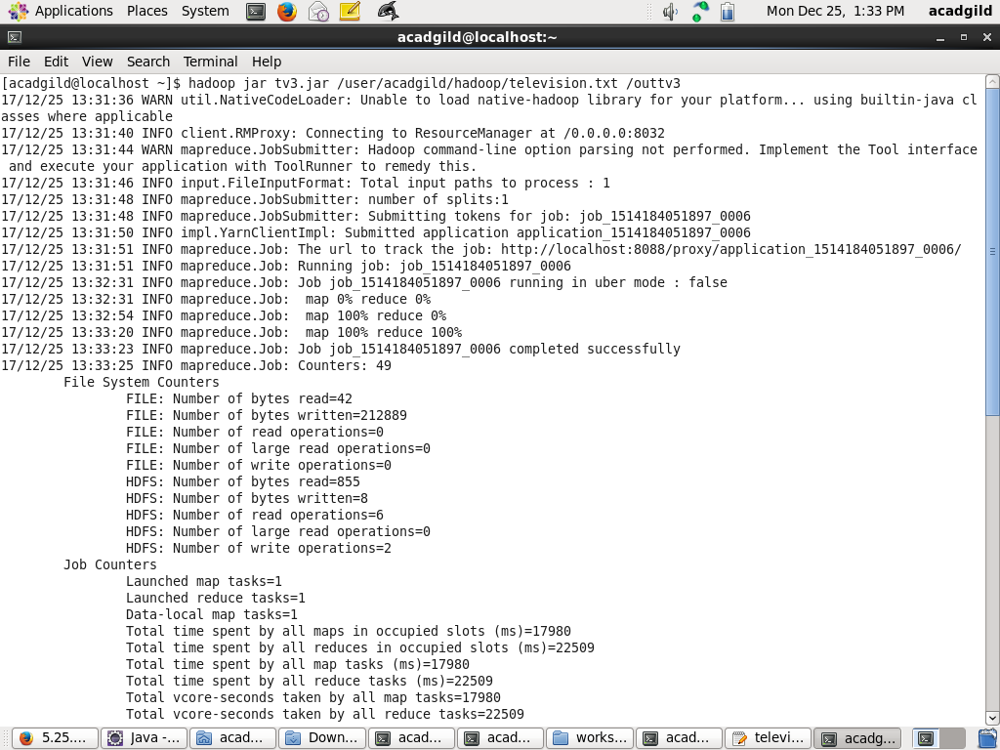 Applications Places System Mon Dec 25, 1:33 PM acadgild
acadgild@localhost:~
File Edit View Search Terminal Help
[acadgild@localhost ~]$ hadoop jar tv3.jar /user/acadgild/hadoop/television.txt /outtv3
17/12/25 13:31:36 WARN util.NativeCodeLoader: Unable to load native-hadoop library for your platform... using builtin-java cl
asses where applicable
17/12/25 13:31:40 INFO client.RMProxy: Connecting to ResourceManager at /0.0.0.0:8032
17/12/25 13:31:44 WARN mapreduce.JobSubmitter: Hadoop command-line option parsing not performed. Implement the Tool interface
 and execute your application with ToolRunner to remedy this.
17/12/25 13:31:46 INFO input.FileInputFormat: Total input paths to process : 1
17/12/25 13:31:48 INFO mapreduce.JobSubmitter: number of splits:1
17/12/25 13:31:48 INFO mapreduce.JobSubmitter: Submitting tokens for job: job_1514184051897_0006
17/12/25 13:31:50 INFO impl.YarnClientImpl: Submitted application application_1514184051897_0006
17/12/25 13:31:51 INFO mapreduce.Job: The url to track the job: http://localhost:8088/proxy/application_1514184051897_0006/
17/12/25 13:31:51 INFO mapreduce.Job: Running job: job_1514184051897_0006
17/12/25 13:32:31 INFO mapreduce.Job: Job job_1514184051897_0006 running in uber mode : false
17/12/25 13:32:31 INFO mapreduce.Job:  map 0% reduce 0%
17/12/25 13:32:54 INFO mapreduce.Job:  map 100% reduce 0%
17/12/25 13:33:20 INFO mapreduce.Job:  map 100% reduce 100%
17/12/25 13:33:23 INFO mapreduce.Job: Job job_1514184051897_0006 completed successfully
17/12/25 13:33:25 INFO mapreduce.Job: Counters: 49
File System Counters
FILE: Number of bytes read=42
FILE: Number of bytes written=212889
FILE: Number of read operations=0
FILE: Number of large read operations=0
FILE: Number of write operations=0
HDFS: Number of bytes read=855
HDFS: Number of bytes written=8
HDFS: Number of read operations=6
HDFS: Number of large read operations=0
HDFS: Number of write operations=2
Job Counters
Launched map tasks=1
Launched reduce tasks=1
Data-local map tasks=1
Total time spent by all maps in occupied slots (ms)=17980
Total time spent by all reduces in occupied slots (ms)=22509
Total time spent by all map tasks (ms)=17980
Total time spent by all reduce tasks (ms)=22509
Total vcore-seconds taken by all map tasks=17980
Total vcore-seconds taken by all reduce tasks=22509
5.25.... Java -... acad... Down... acad... acad... works... acad... televi... acadg...